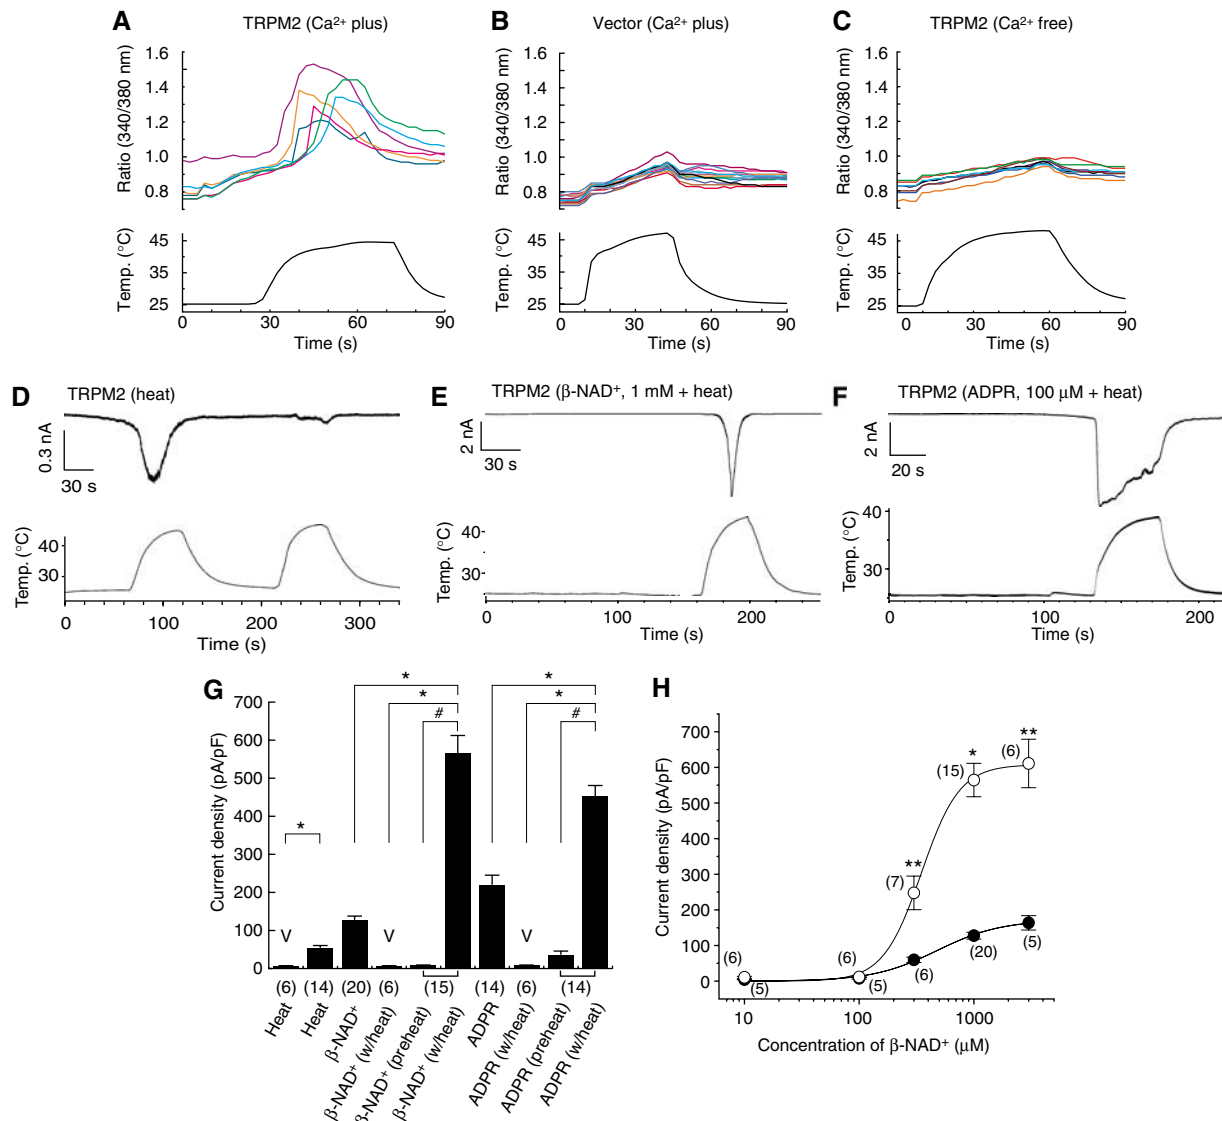 A
TRPM2 (Ca²⁺ plus)
Ratio (340/380 nm)
1.6
1.4
1.2
1.0
0.8
Temp. (°C)
45
35
25
0 30 60 90
Time (s)
B
Vector (Ca²⁺ plus)
Ratio (340/380 nm)
1.6
1.4
1.2
1.0
0.8
Temp. (°C)
45
35
25
0 30 60 90
Time (s)
C
TRPM2 (Ca²⁺ free)
Ratio (340/380 nm)
1.6
1.4
1.2
1.0
0.8
Temp. (°C)
45
35
25
0 30 60 90
Time (s)
D
TRPM2 (heat)
0.3 nA
30 s
Temp. (°C)
40
30
0 100 200 300
Time (s)
E
TRPM2 (β-NAD⁺, 1 mM + heat)
2 nA
30 s
Temp. (°C)
40
30
0 100 200
Time (s)
F
TRPM2 (ADPR, 100 μM + heat)
2 nA
20 s
Temp. (°C)
40
30
0 100 200
Time (s)
G
Current density (pA/pF)
700
600
500
400
300
200
100
0
* * * # * * #
V V V
(6) (14) (20) (6) (15) (14) (6) (14)
Heat
Heat
β-NAD⁺
β-NAD⁺ (w/heat)
β-NAD⁺ (preheat)
β-NAD⁺ (w/heat)
ADPR
ADPR (w/heat)
ADPR (preheat)
ADPR (w/heat)
H
Current density (pA/pF)
700
600
500
400
300
200
100
0
(6) (5) (6) (5) (7) ** (6) (15) * (20) (6) ** (5)
10 100 1000
Concentration of β-NAD⁺ (μM)